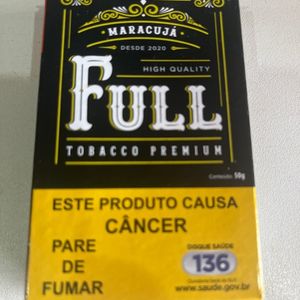 MARACUJÁ
DESDE 2020
HIGH QUALITY
FULL
TOBACCO PREMIUM
Conteúdo: 50g
ESTE PRODUTO CAUSA
CÂNCER
PARE
DE
FUMAR
DISQUE SAÚDE
136
www.saude.gov.br